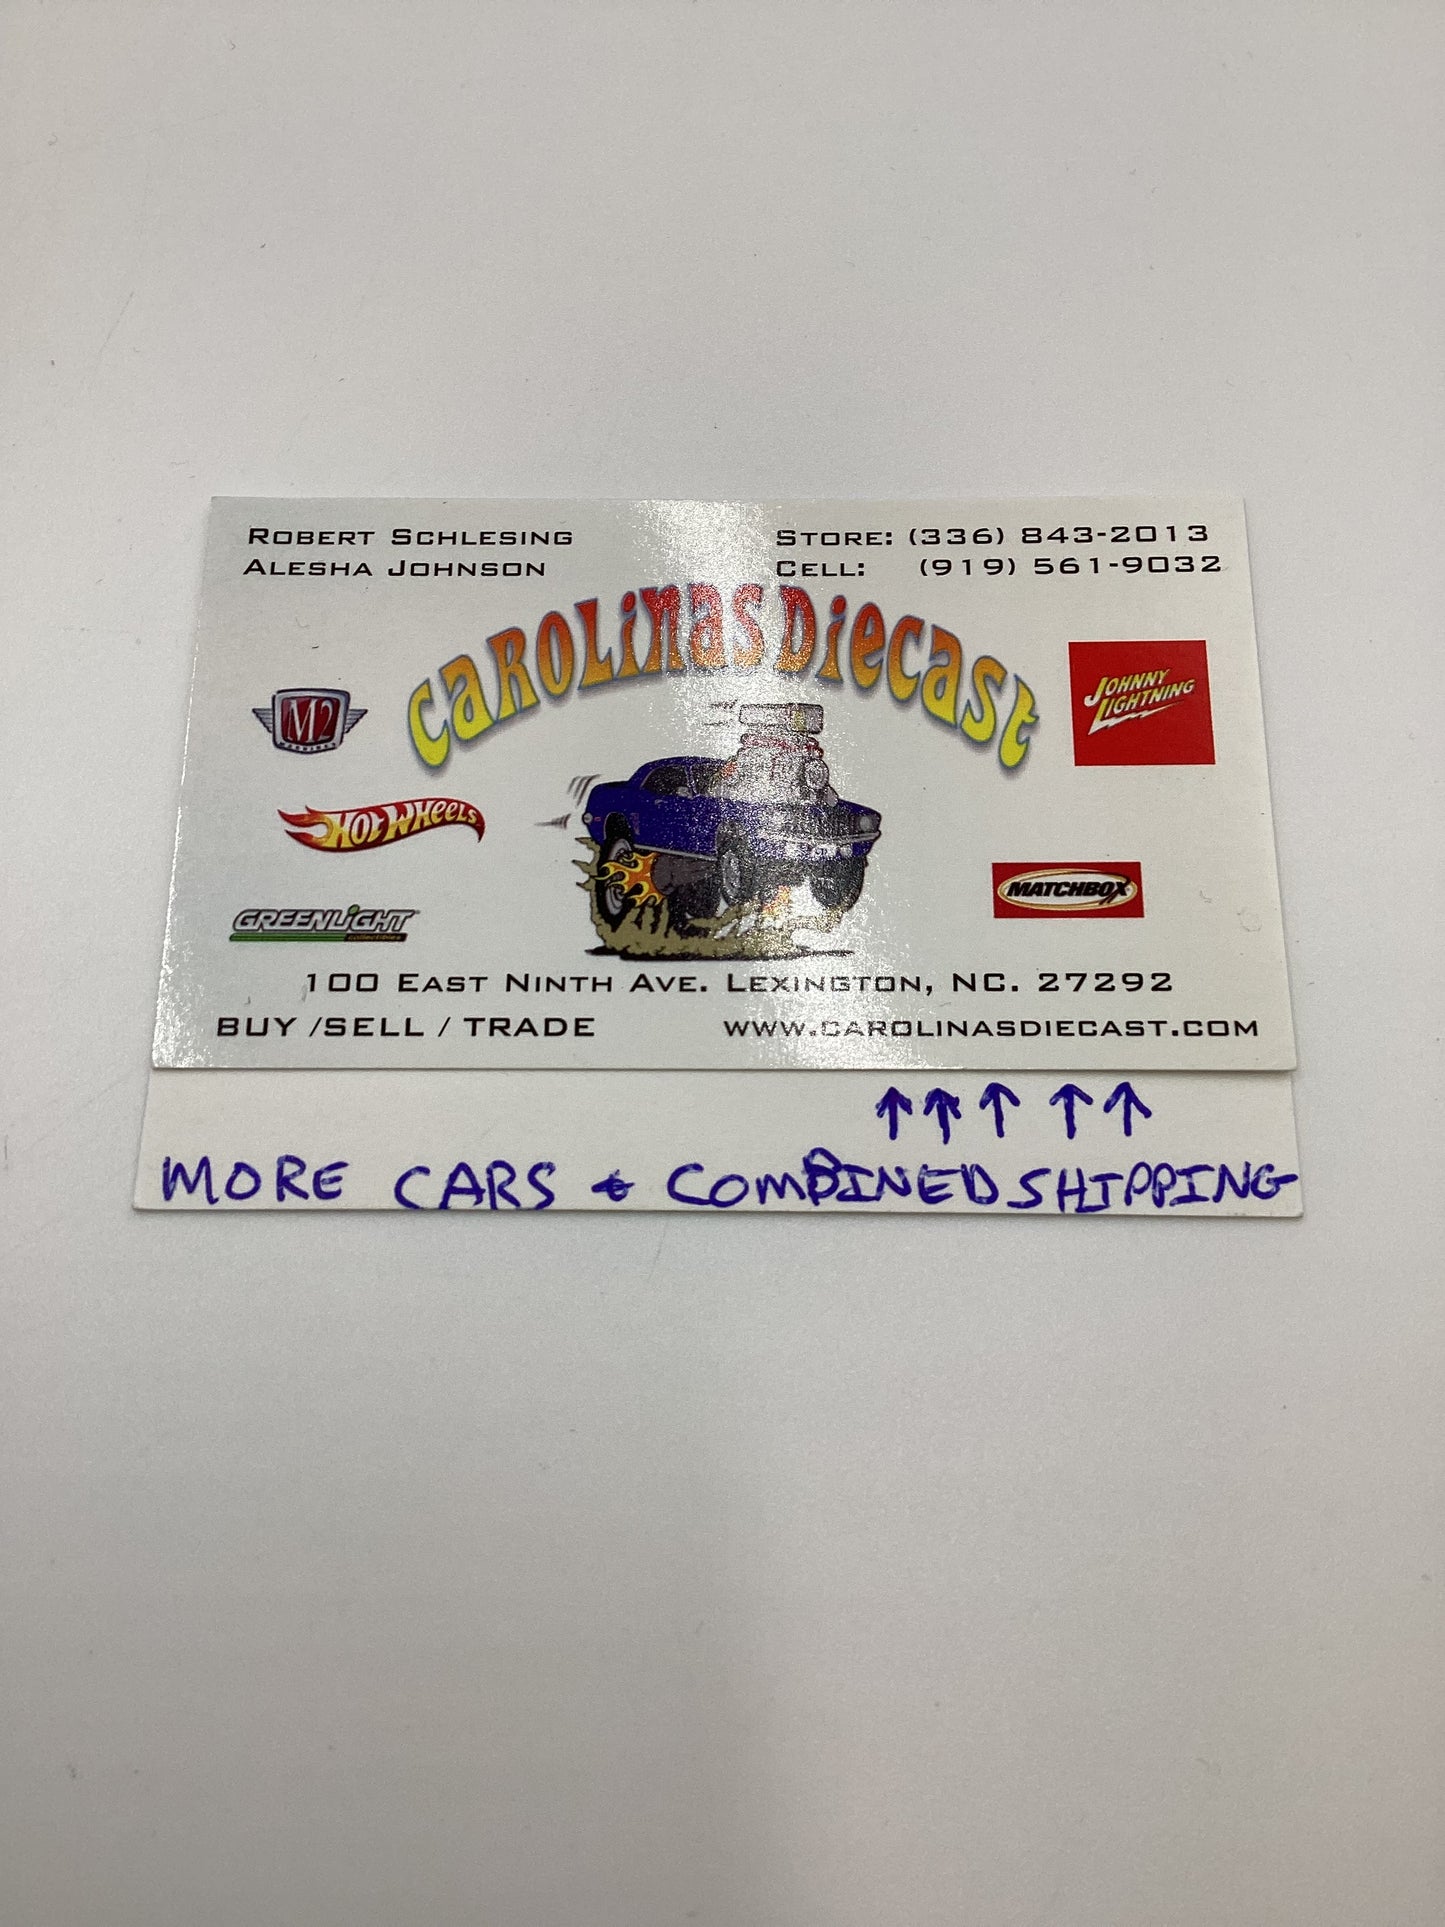 ROBERT SCHLESING
ALESHA JOHNSON
STORE: (336) 843-2013
CELL: (919) 561-9032
CAROLINAS DIECAST
M2
MACHINES
JOHNNY
LIGHTNING
HOT WHEELS
MATCHBOX
GREENLIGHT
collectibles
100 EAST NINTH AVE. LEXINGTON, NC. 27292
BUY /SELL / TRADE
WWW.CAROLINASDIECAST.COM
↑↑↑↑↑
MORE CARS & COMBINED SHIPPING